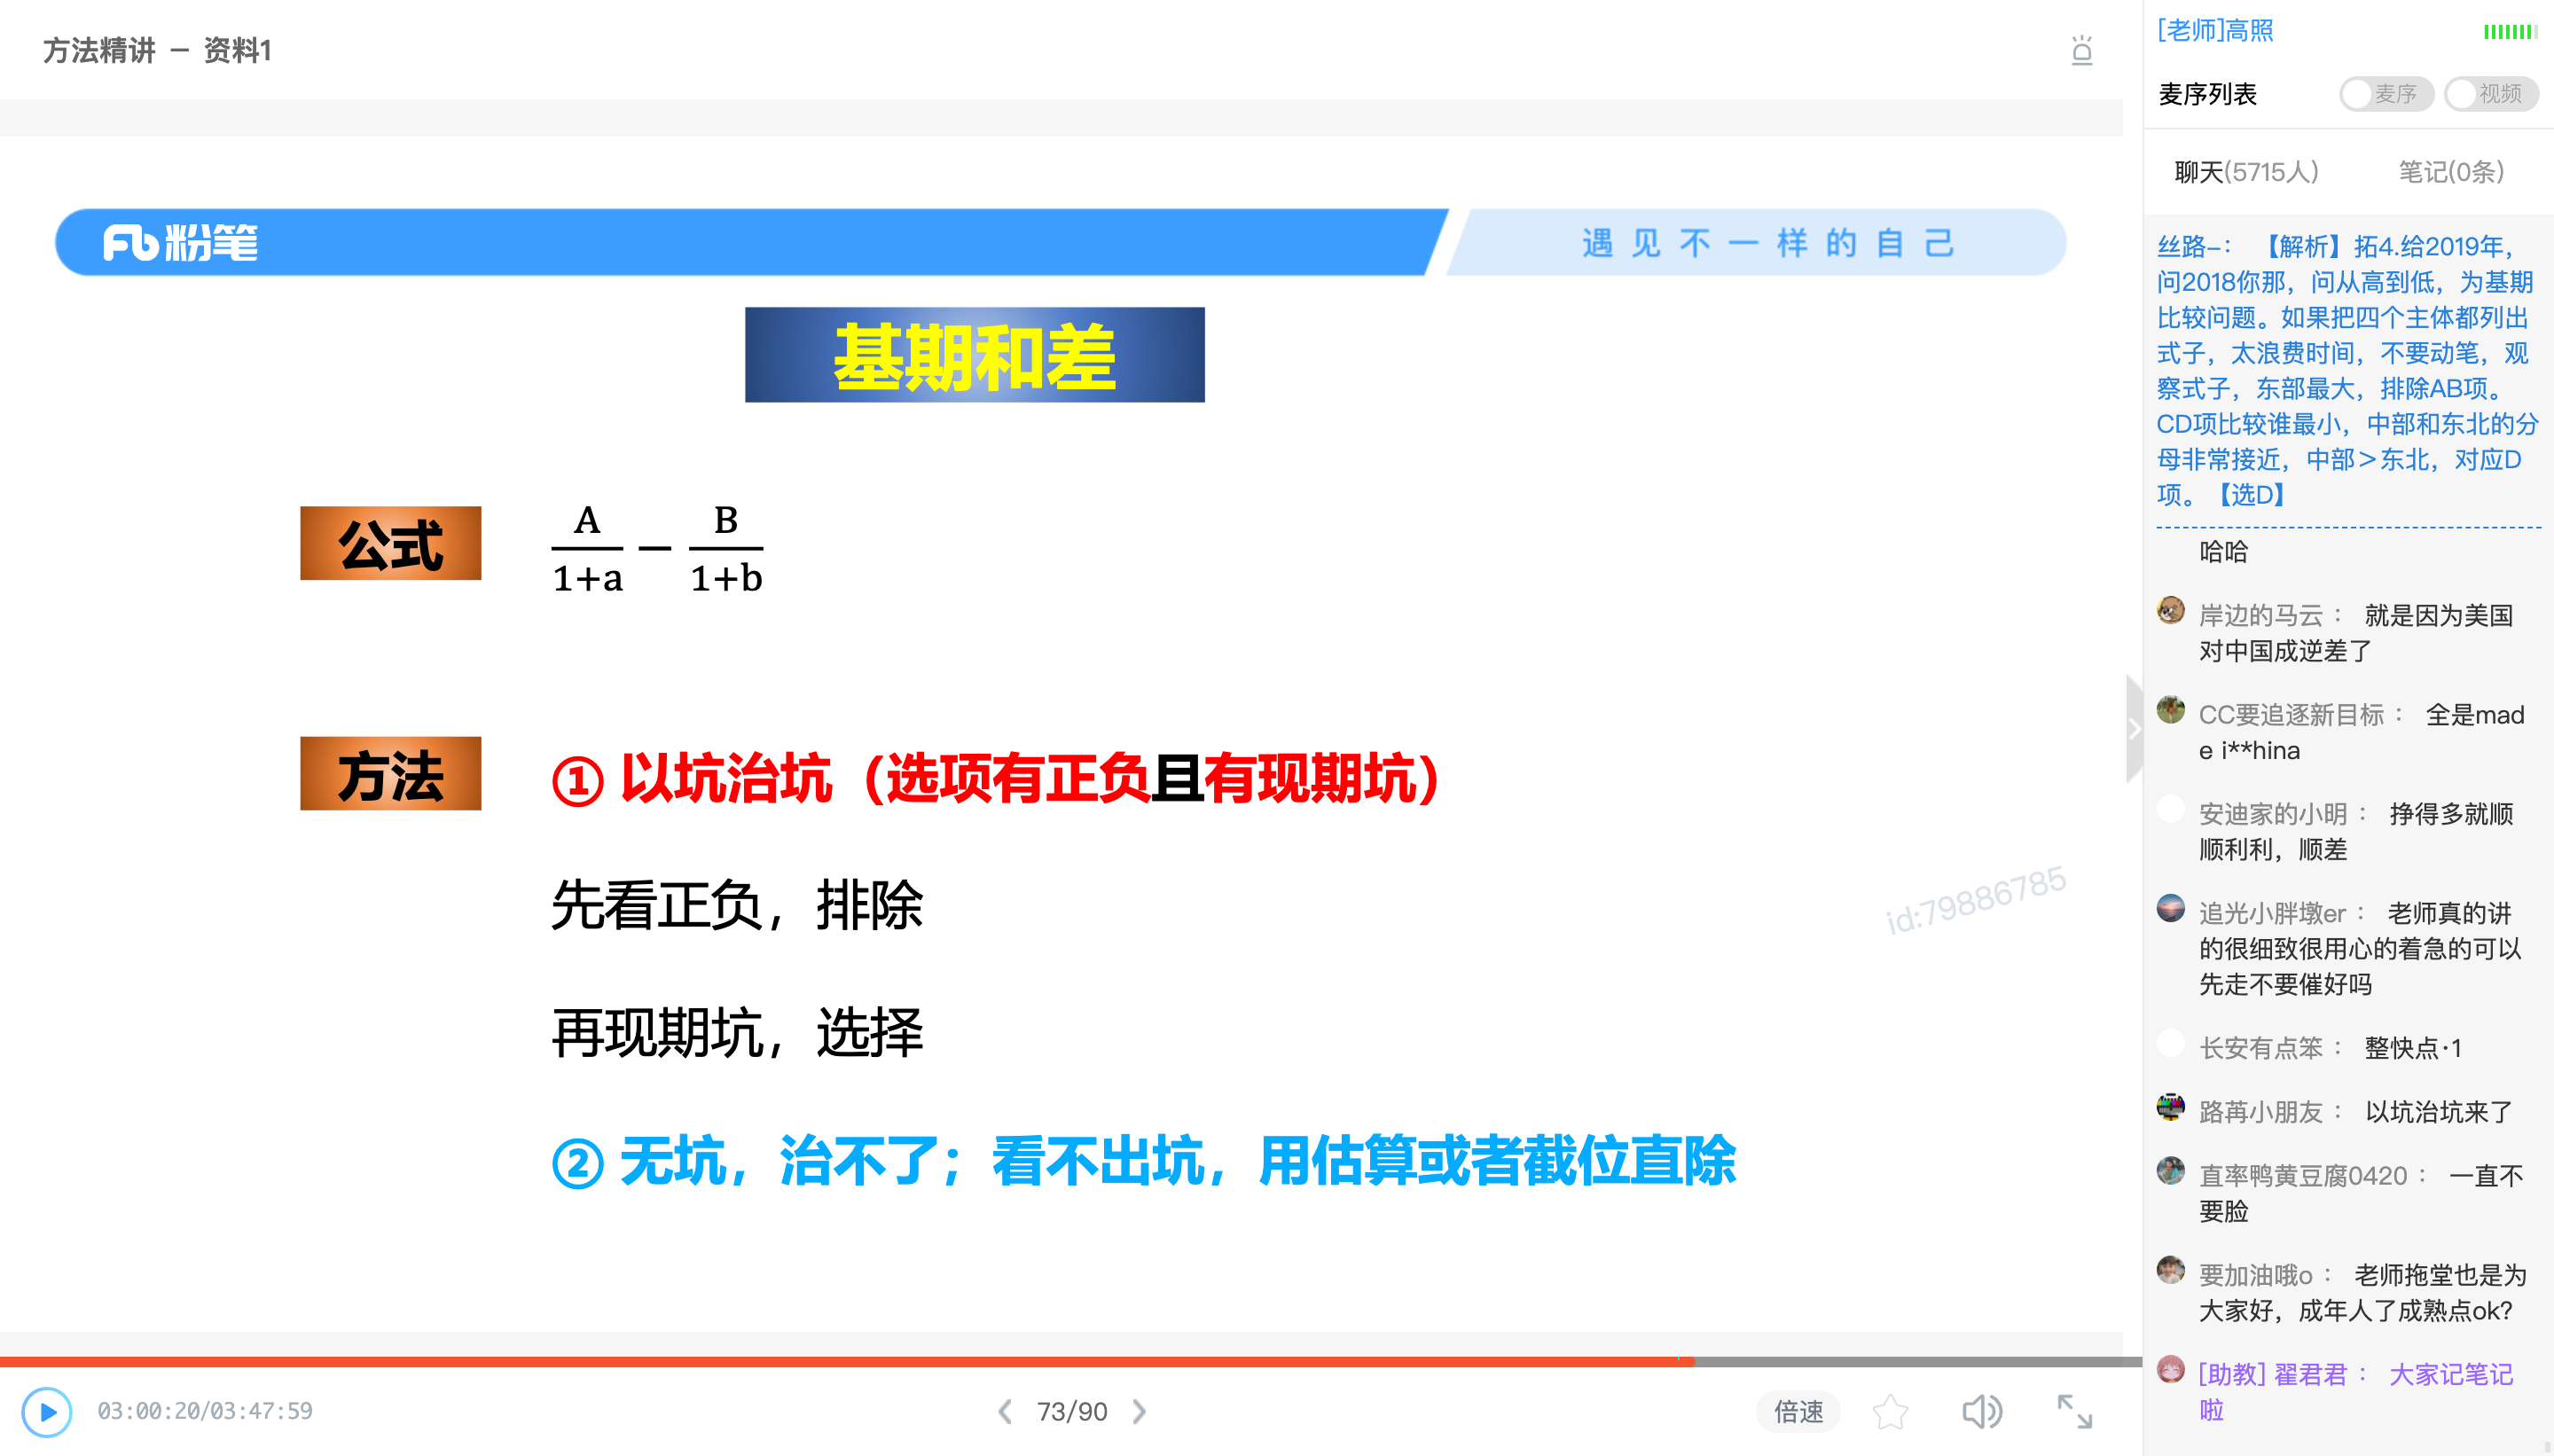 方法精讲 – 资料1
粉笔
遇见不一样的自己
基期和差
公式
A/1+a − B/1+b
方法
① 以坑治坑（选项有正负且有现期坑）
先看正负，排除
再现期坑，选择
② 无坑，治不了；看不出坑，用估算或者截位直除
id:79886785
03:00:20/03:47:59
73/90
倍速
[老师]高照
麦序列表
麦序
视频
聊天(5715人)
笔记(0条)
丝路–： 【解析】拓4.给2019年，
问2018你那，问从高到低，为基期
比较问题。如果把四个主体都列出
式子，太浪费时间，不要动笔，观
察式子，东部最大，排除AB项。
CD项比较谁最小，中部和东北的分
母非常接近，中部＞东北，对应D
项。【选D】
哈哈
岸边的马云： 就是因为美国
对中国成逆差了
CC要追逐新目标： 全是mad
e i**hina
安迪家的小明： 挣得多就顺
顺利利，顺差
追光小胖墩er： 老师真的讲
的很细致很用心的着急的可以
先走不要催好吗
长安有点笨： 整快点·1
路苒小朋友： 以坑治坑来了
直率鸭黄豆腐0420： 一直不
要脸
要加油哦o： 老师拖堂也是为
大家好，成年人了成熟点ok?
[助教] 翟君君： 大家记笔记
啦